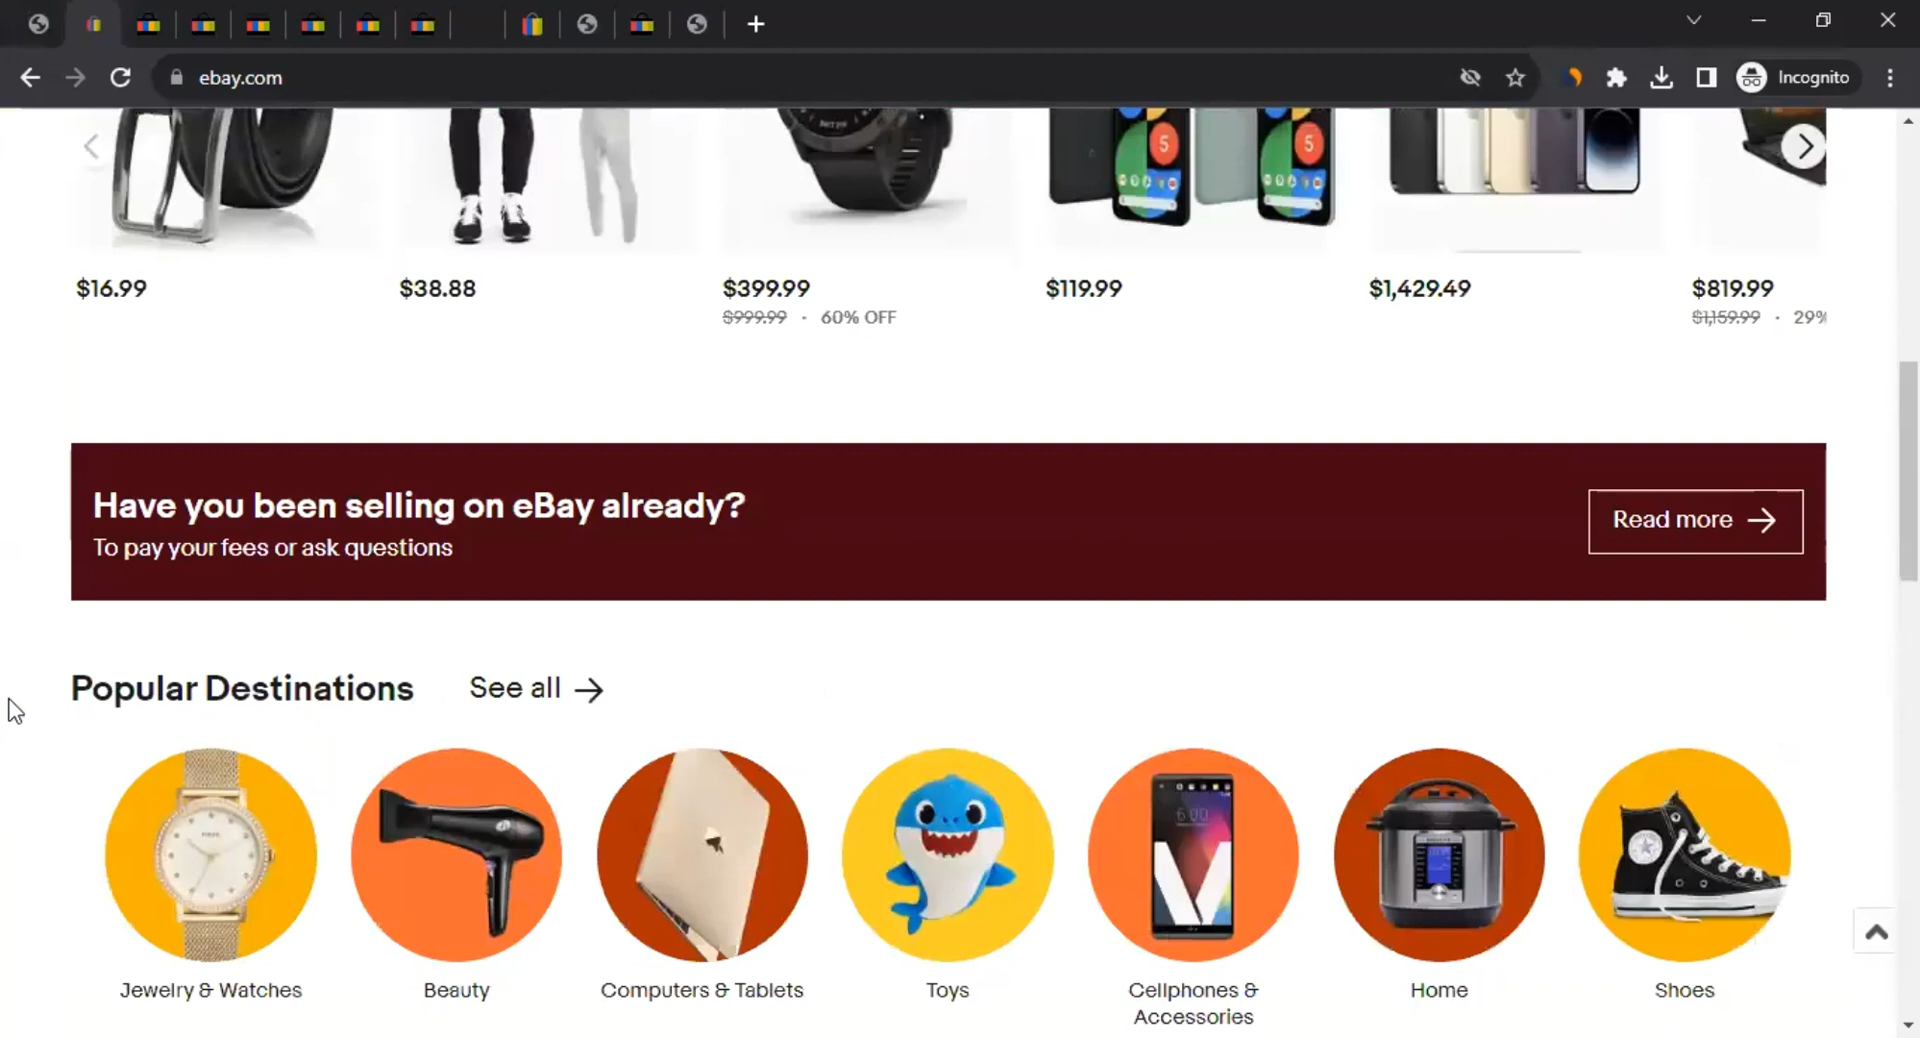 ebay.com
Incognito
$16.99
$38.88
$399.99
$999.99 · 60% OFF
$119.99
$1,429.49
$819.99
$1,159.99 · 29%
Have you been selling on eBay already?
To pay your fees or ask questions
Read more
Popular Destinations
See all
Jewelry & Watches
Beauty
Computers & Tablets
Toys
Cellphones &
Accessories
Home
Shoes